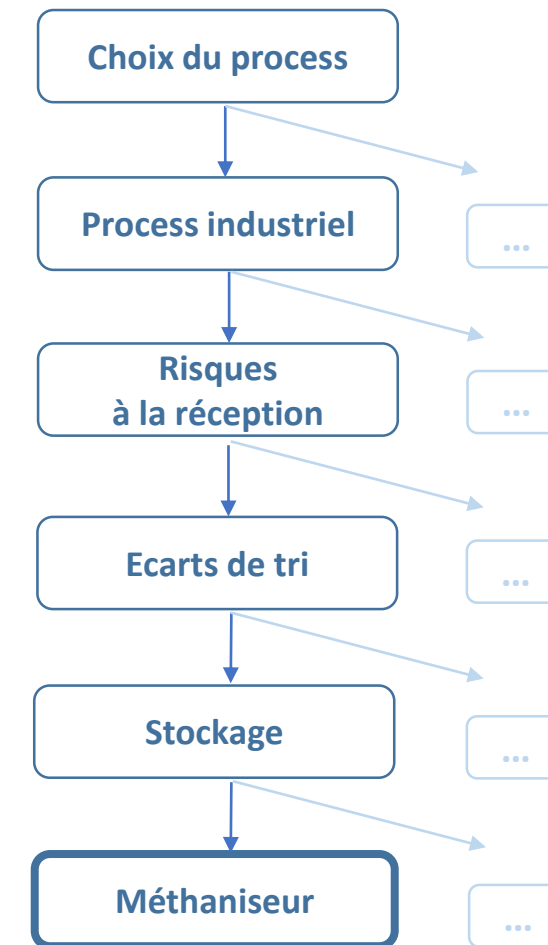 Choix du process
Process industriel
...
Risques
à la réception
...
Ecarts de tri
...
Stockage
...
Méthaniseur
...